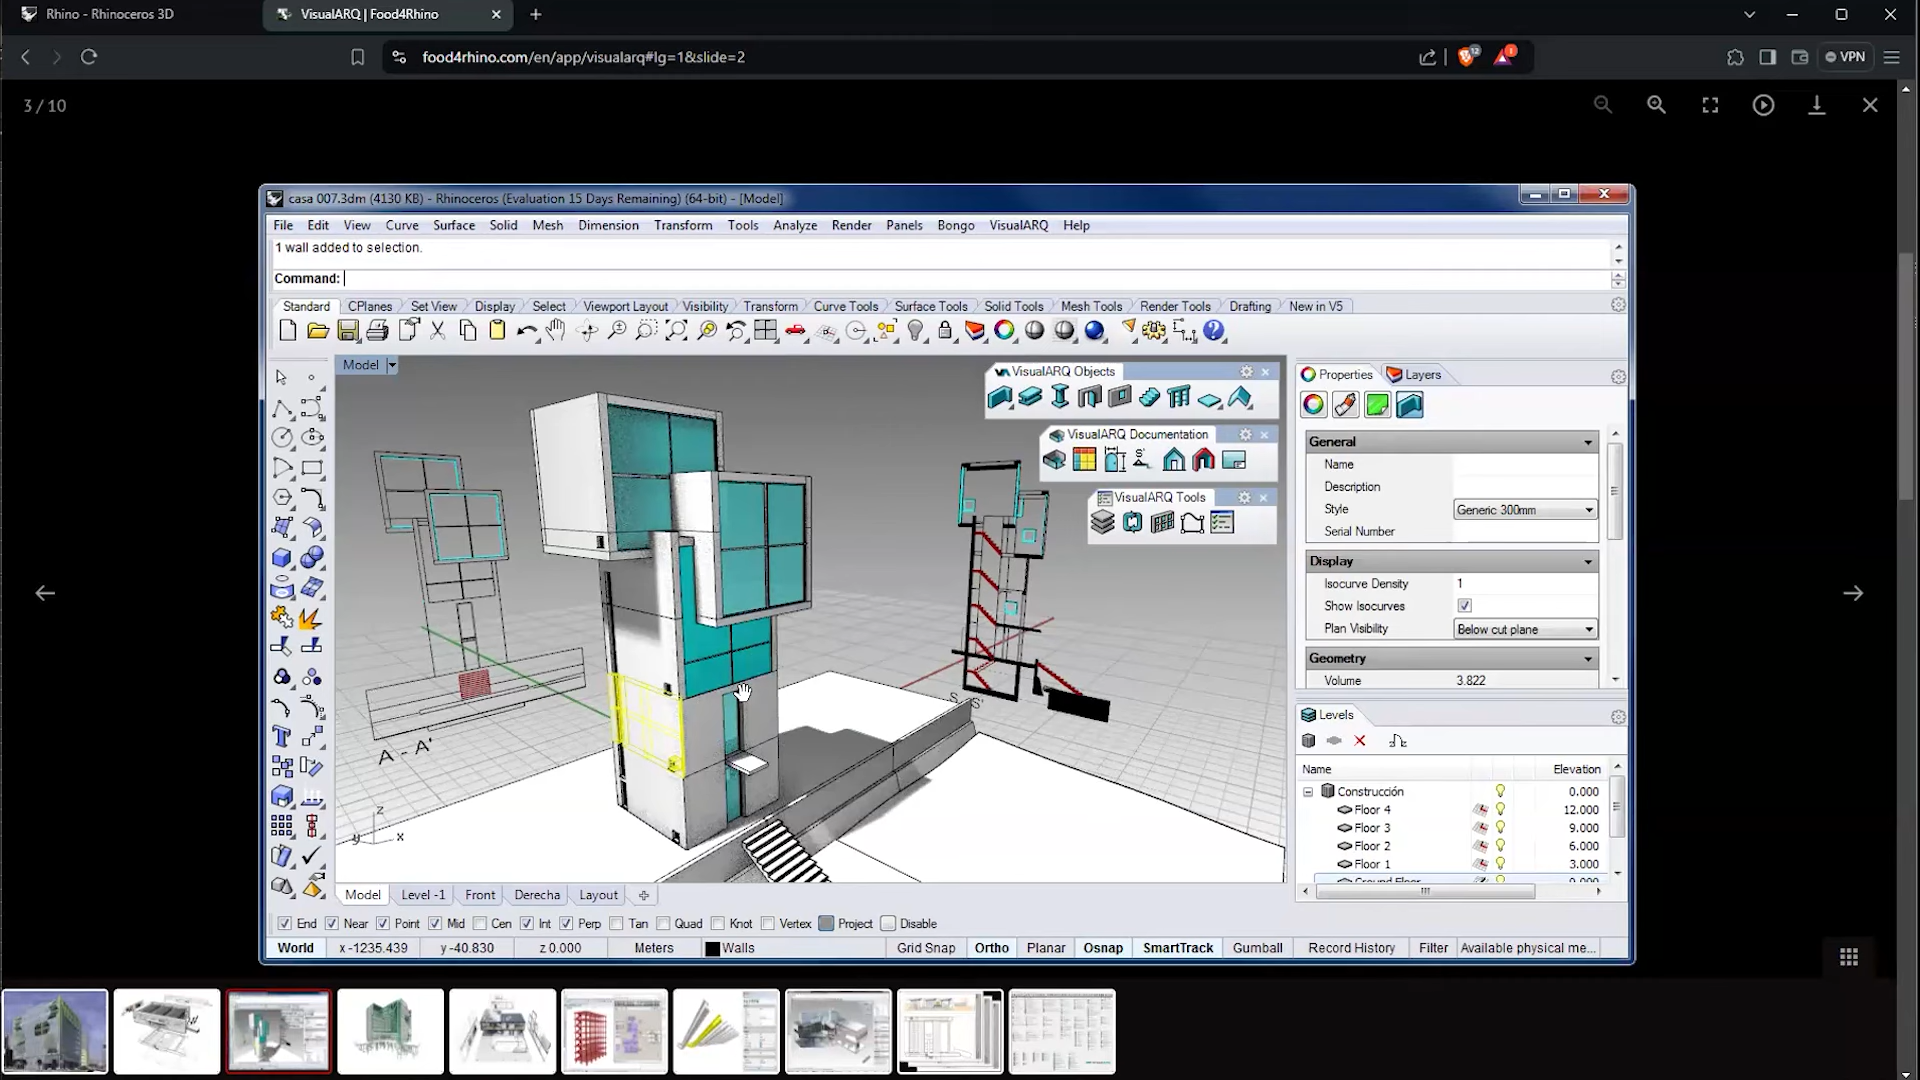 Rhino - Rhinoceros 3D
VisualARQ | Food4Rhino
food4rhino.com/en/app/visualarq#lg=1&slide=2
VPN
3 / 10
casa 007.3dm (4130 KB) - Rhinoceros (Evaluation 15 Days Remaining) (64-bit) - [Model]
File Edit View Curve Surface Solid Mesh Dimension Transform Tools Analyze Render Panels Bongo VisualARQ Help
1 wall added to selection.
Command:
Standard CPlanes Set View Display Select Viewport Layout Visibility Transform Curve Tools Surface Tools Solid Tools Mesh Tools Render Tools Drafting New in V5
Model
VisualARQ Objects
VisualARQ Documentation
VisualARQ Tools
Properties Layers
General
Name
Description
Style Generic 300mm
Serial Number
Display
Isocurve Density 1
Show Isocurves
Plan Visibility Below cut plane
Geometry
Volume 3.822
Levels
Name Elevation
Construcción 0.000
Floor 4 12.000
Floor 3 9.000
Floor 2 6.000
Floor 1 3.000
Ground Floor 0.000
A - A'
S S'
z
y x
Model Level -1 Front Derecha Layout
End Near Point Mid Cen Int Perp Tan Quad Knot Vertex Project Disable
World x -1235.439 y -40.830 z 0.000 Meters Walls Grid Snap Ortho Planar Osnap SmartTrack Gumball Record History Filter Available physical me...